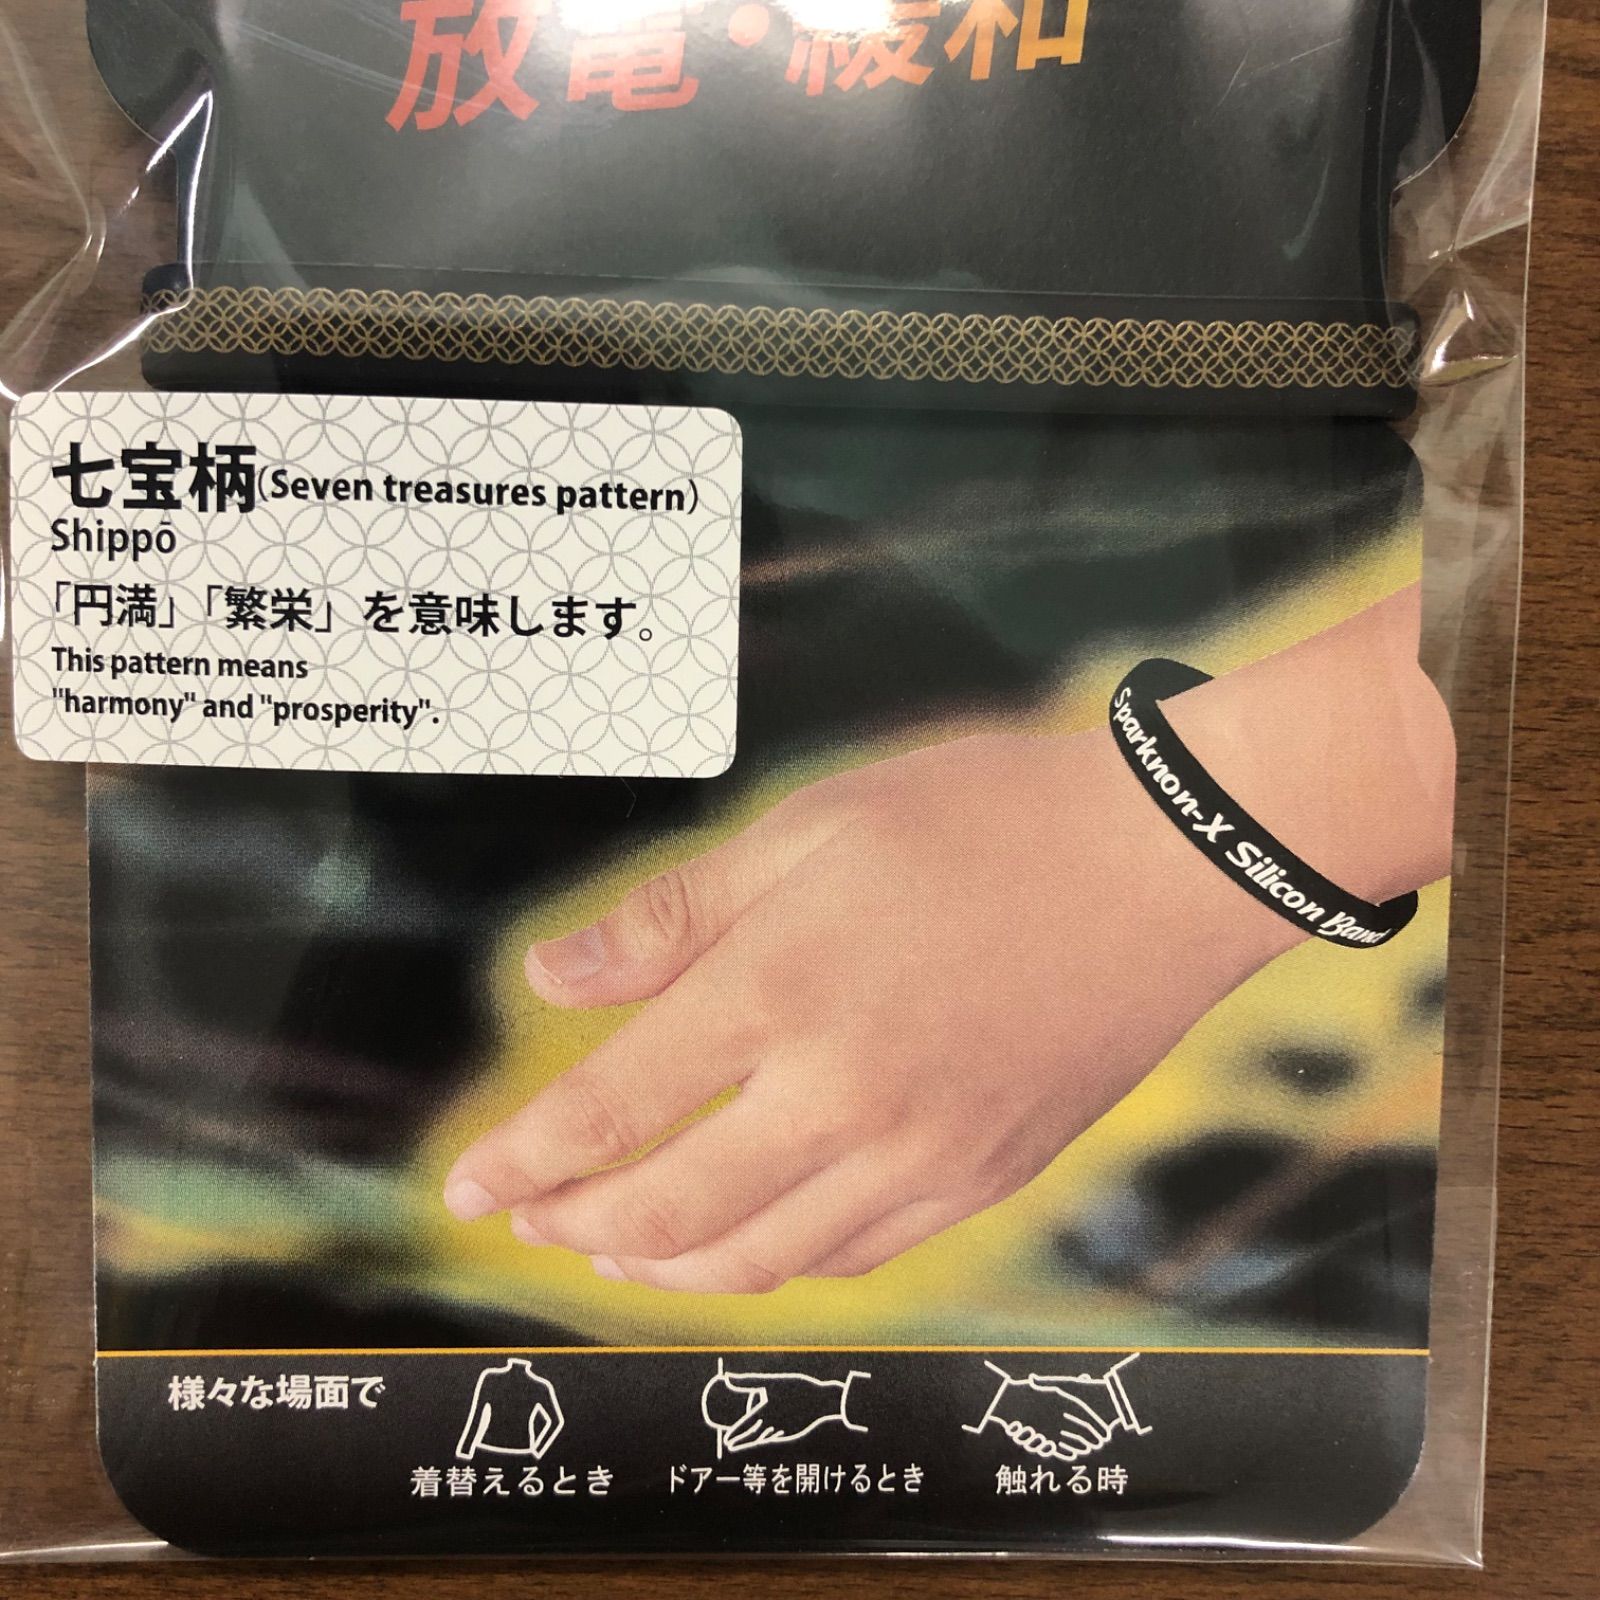 放電・緩和
七宝柄(Seven treasures pattern)
Shippō
「円満」「繁栄」を意味します。
This pattern means
"harmony" and "prosperity".
Sparknon-X Silicon Band
様々な場面で
着替えるとき
ドアー等を開けるとき
触れる時